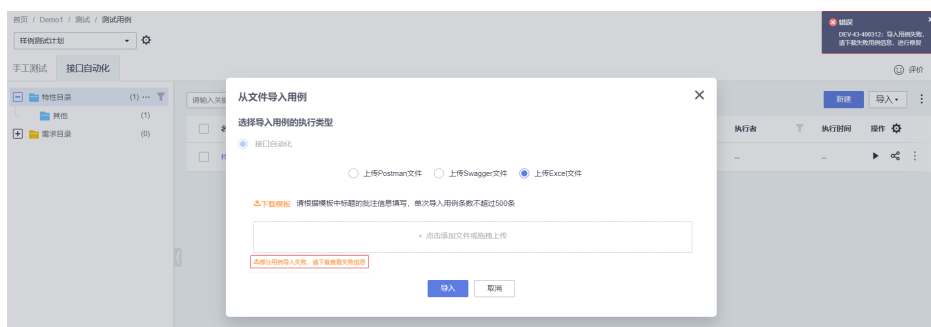 首页 / Demo1 / 测试 / 测试用例
样例测试计划
错误
DEV-43-400312: 导入用例失败,
请下载失败用例信息, 进行修复
手工测试 接口自动化
评价
特性目录 (1)
其他 (1)
需求目录 (0)
请输入关键
新建 导入
执行者 执行时间 操作
-- --
从文件导入用例
选择导入用例的执行类型
接口自动化
上传Postman文件 上传Swagger文件 上传Excel文件
下载模板 请根据模板中标题的批注信息填写,单次导入用例条数不超过500条
+ 点击添加文件或拖拽上传
部分用例导入失败,请下载查看失败信息
导入 取消